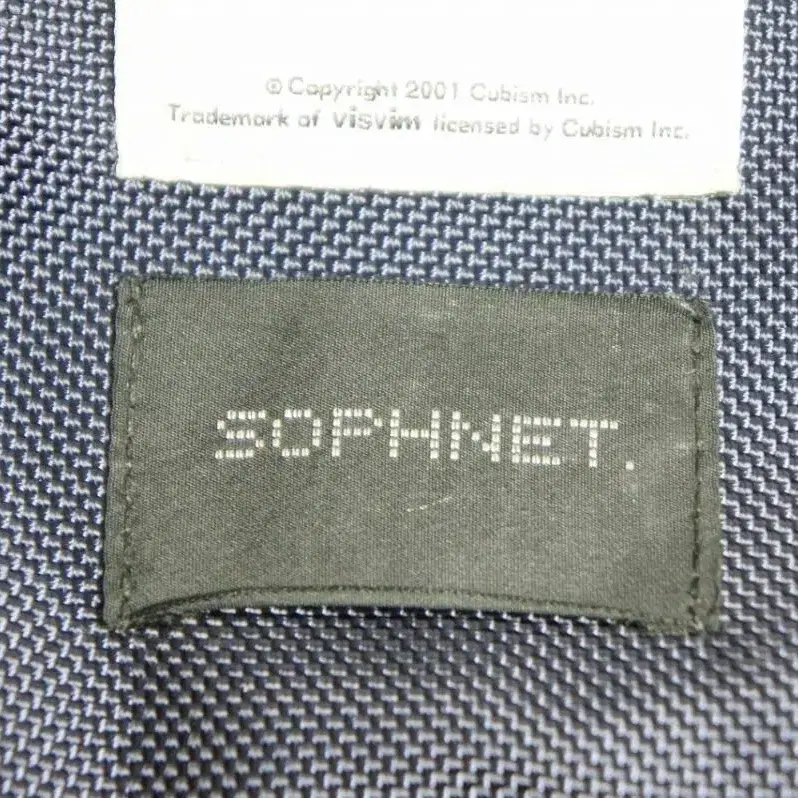 © Copyright 2001 Cubism Inc.
Trademark of visvim licensed by Cubism Inc.
SOPHNET.